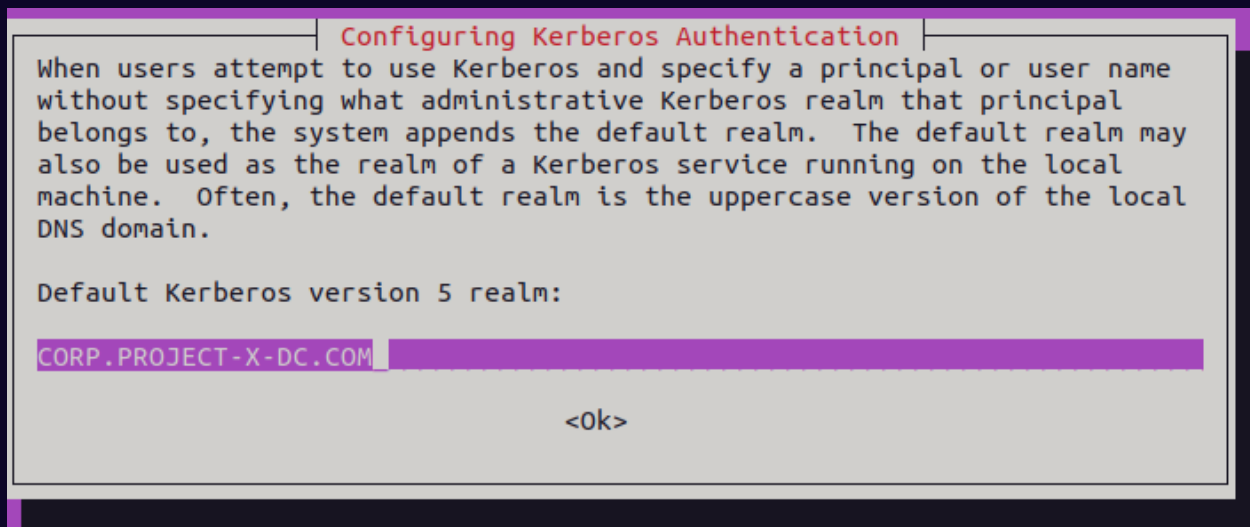 Configuring Kerberos Authentication
When users attempt to use Kerberos and specify a principal or user name
without specifying what administrative Kerberos realm that principal
belongs to, the system appends the default realm.  The default realm may
also be used as the realm of a Kerberos service running on the local
machine.  Often, the default realm is the uppercase version of the local
DNS domain.
Default Kerberos version 5 realm:
CORP.PROJECT-X-DC.COM
<Ok>